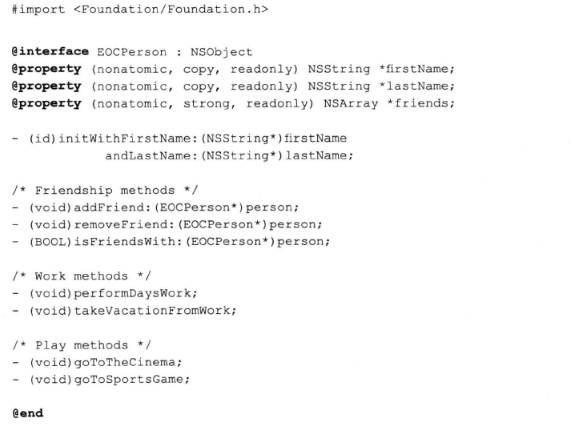 #import <Foundation/Foundation.h>
@interface EOCPerson : NSObject
@property (nonatomic, copy, readonly) NSString *firstName;
@property (nonatomic, copy, readonly) NSString *lastName;
@property (nonatomic, strong, readonly) NSArray *friends;
- (id)initWithFirstName:(NSString*)firstName
andLastName:(NSString*)lastName;
/* Friendship methods */
- (void)addFriend:(EOCPerson*)person;
- (void)removeFriend:(EOCPerson*)person;
- (BOOL)isFriendsWith:(EOCPerson*)person;
/* Work methods */
- (void)performDaysWork;
- (void)takeVacationFromWork;
/* Play methods */
- (void)goToTheCinema;
- (void)goToSportsGame;
@end